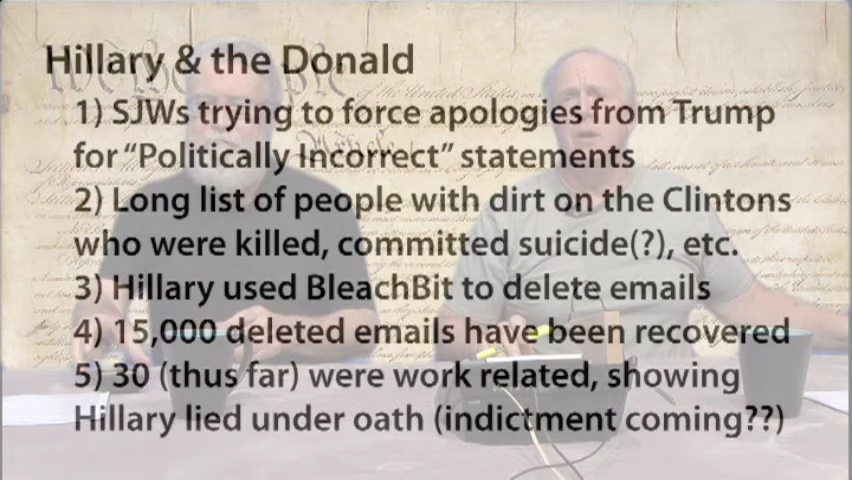 Hillary & the Donald
1) SJWs trying to force apologies from Trump
for “Politically Incorrect” statements
2) Long list of people with dirt on the Clintons
who were killed, committed suicide(?), etc.
3) Hillary used BleachBit to delete emails
4) 15,000 deleted emails have been recovered
5) 30 (thus far) were work related, showing
Hillary lied under oath (indictment coming??)